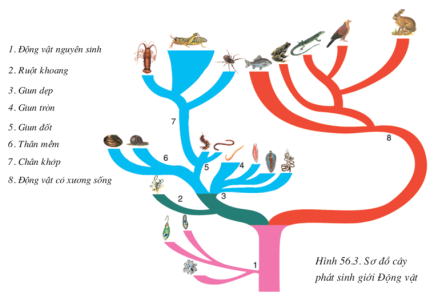 1. Động vật nguyên sinh
2. Ruột khoang
3. Giun dẹp
4. Giun tròn
5. Giun đốt
6. Thân mềm
7. Chân khớp
8. Động vật có xương sống
7
6
5
4
8
2
3
1
Hình 56.3. Sơ đồ cây
phát sinh giới Động vật